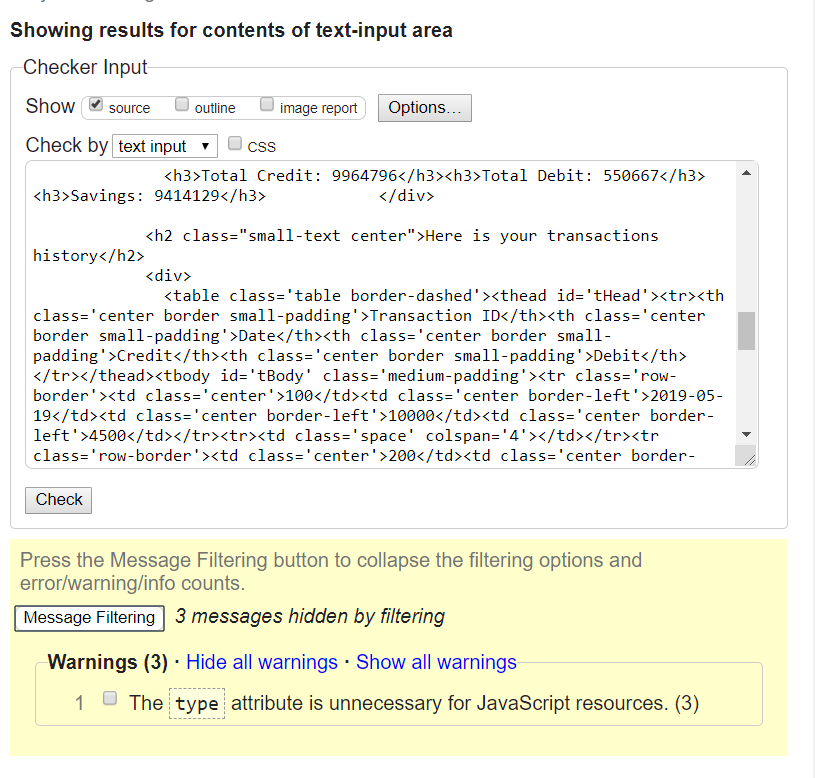 Showing results for contents of text-input area
Checker Input
Show source outline image report Options...
Check by text input CSS
<h3>Total Credit: 9964796</h3><h3>Total Debit: 550667</h3>
<h3>Savings: 9414129</h3> </div>
<h2 class="small-text center">Here is your transactions
history</h2>
<div>
<table class='table border-dashed'><thead id='tHead'><tr><th
class='center border small-padding'>Transaction ID</th><th class='center
border small-padding'>Date</th><th class='center border small-
padding'>Credit</th><th class='center border small-padding'>Debit</th>
</tr></thead><tbody id='tBody' class='medium-padding'><tr class='row-
border'><td class='center'>100</td><td class='center border-left'>2019-05-
19</td><td class='center border-left'>10000</td><td class='center border-
left'>4500</td></tr><tr><td class='space' colspan='4'></td></tr><tr
class='row-border'><td class='center'>200</td><td class='center border-
Check
Press the Message Filtering button to collapse the filtering options and
error/warning/info counts.
Message Filtering 3 messages hidden by filtering
Warnings (3) · Hide all warnings · Show all warnings
1 The type attribute is unnecessary for JavaScript resources. (3)